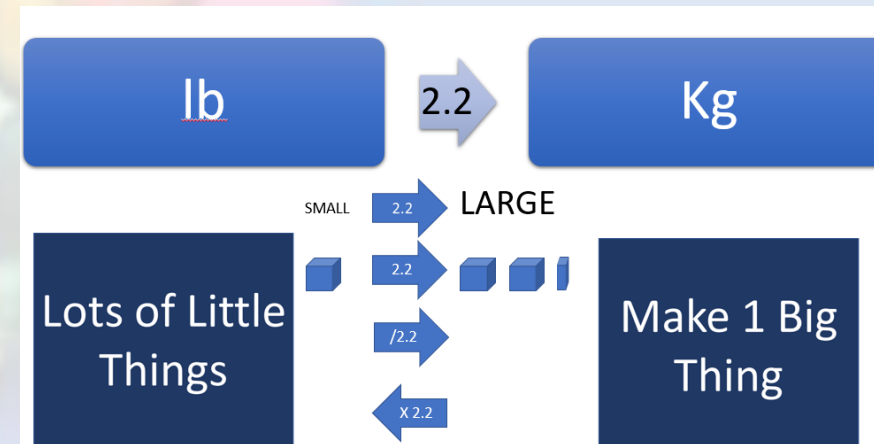 lb
2.2
Kg
SMALL
2.2
LARGE
2.2
Lots of Little
Things
/2.2
X 2.2
Make 1 Big
Thing